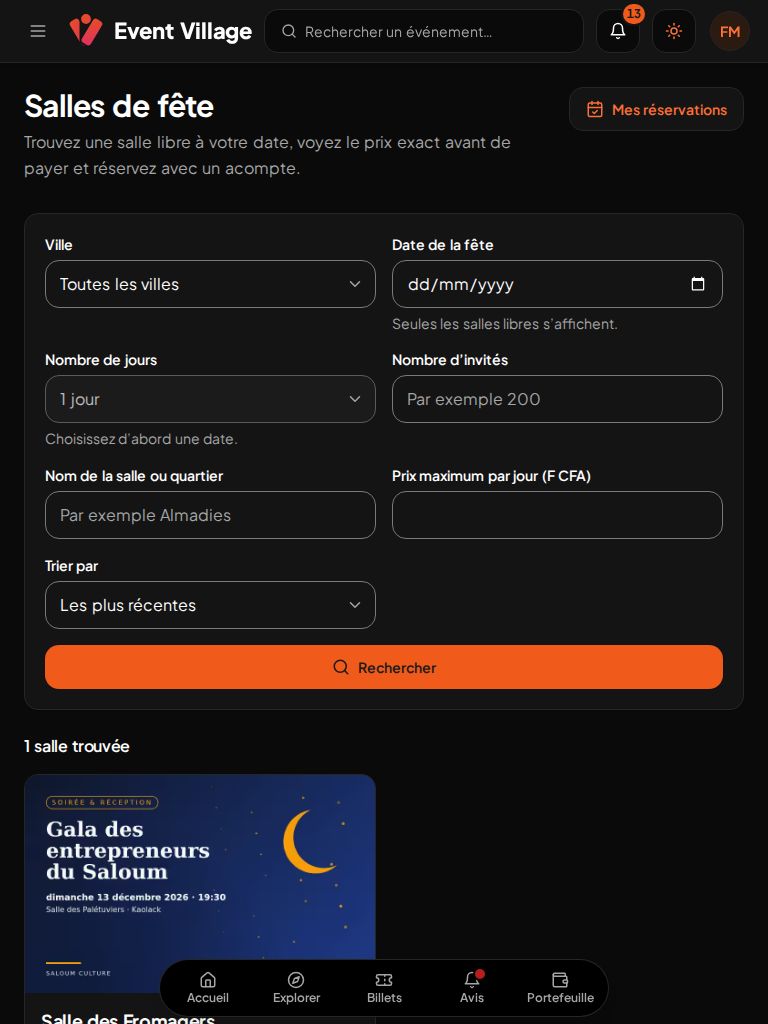 Event Village
Rechercher un événement...
13
FM
Salles de fête
Mes réservations
Trouvez une salle libre à votre date, voyez le prix exact avant de
payer et réservez avec un acompte.
Ville
Date de la fête
Toutes les villes
dd/mm/yyyy
Seules les salles libres s’affichent.
Nombre de jours
Nombre d’invités
1 jour
Par exemple 200
Choisissez d’abord une date.
Nom de la salle ou quartier
Prix maximum par jour (F CFA)
Par exemple Almadies
Trier par
Les plus récentes
Rechercher
1 salle trouvée
SOIRÉE & RÉCEPTION
Gala des
entrepreneurs
du Saloum
dimanche 13 décembre 2026 · 19:30
Salle des Palétuviers · Kaolack
SALOUM CULTURE
Salle des Fromagers
Accueil
Explorer
Billets
Avis
Portefeuille